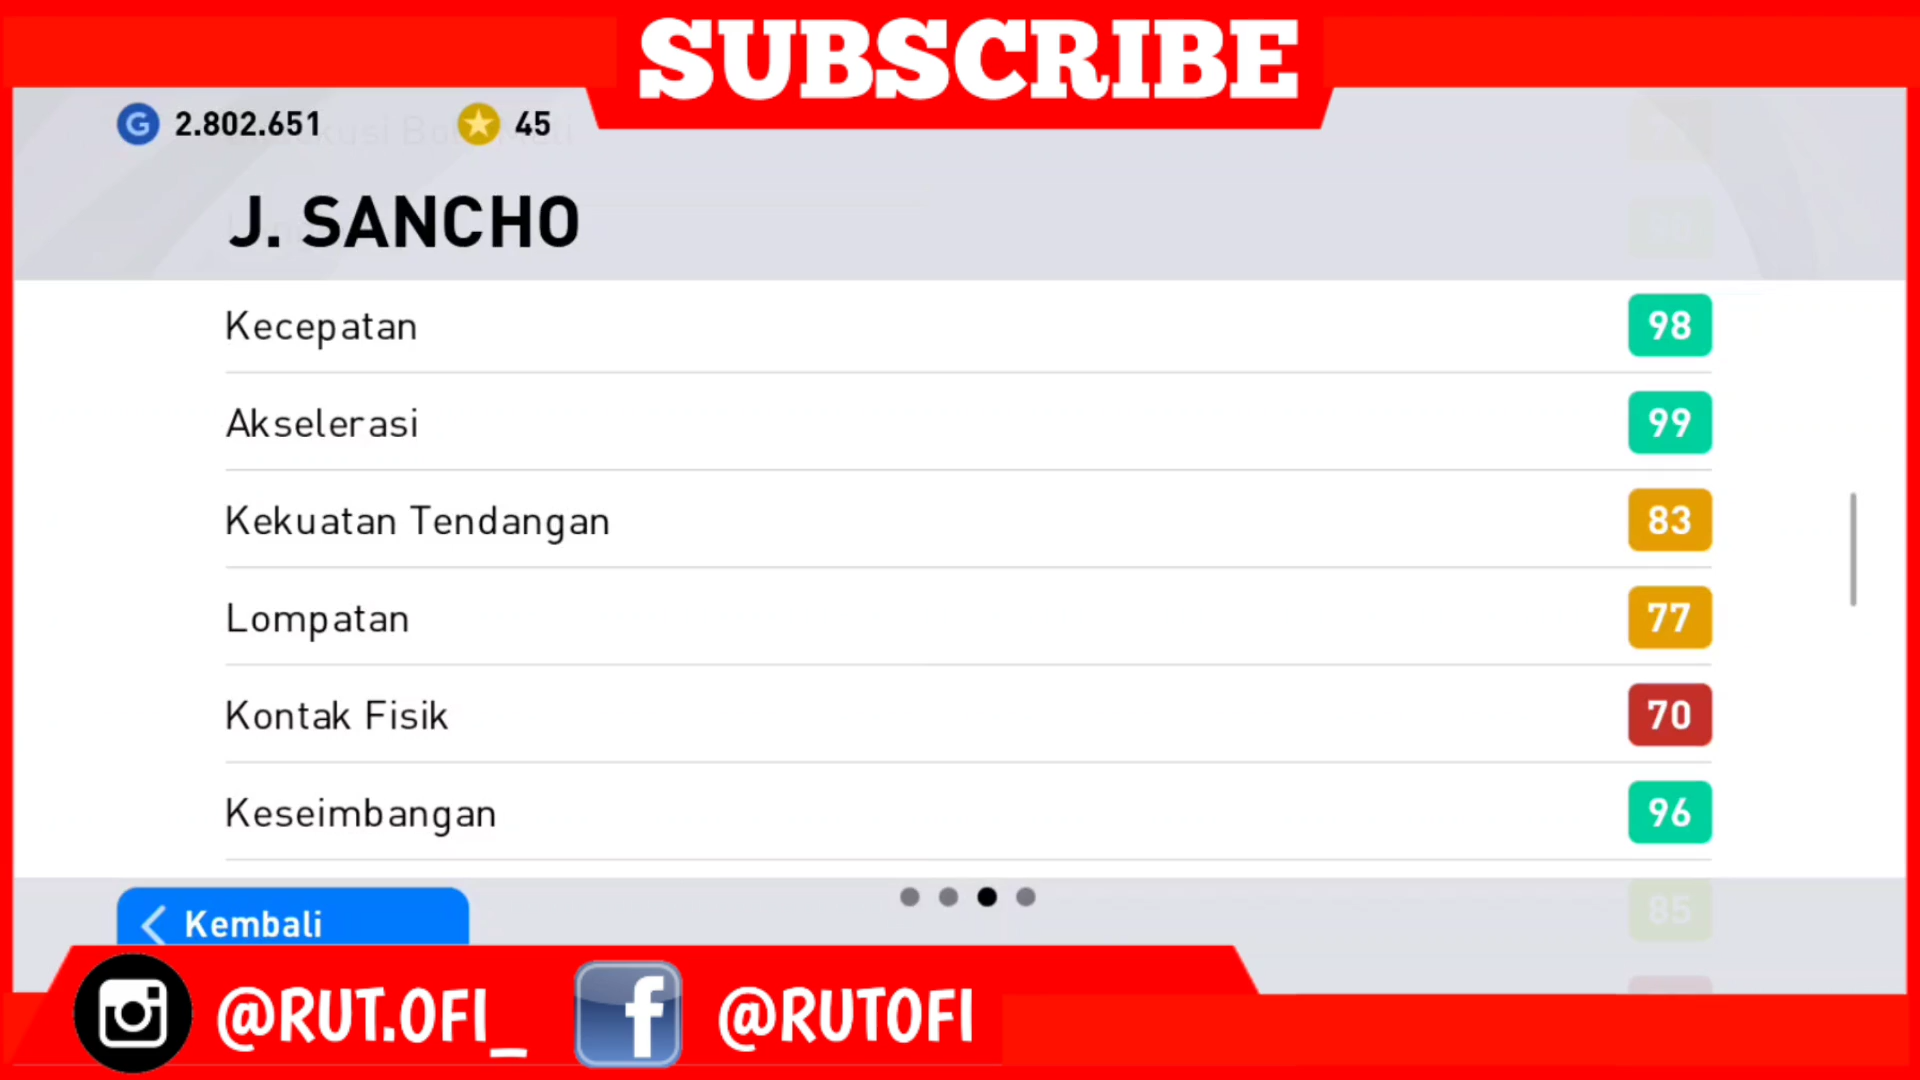 SUBSCRIBE
G 2.802.651 45
J. SANCHO
Kecepatan 98
Akselerasi 99
Kekuatan Tendangan 83
Lompatan 77
Kontak Fisik 70
Keseimbangan 96
85
Kembali
@RUT.OFI_ f @RUTOFI